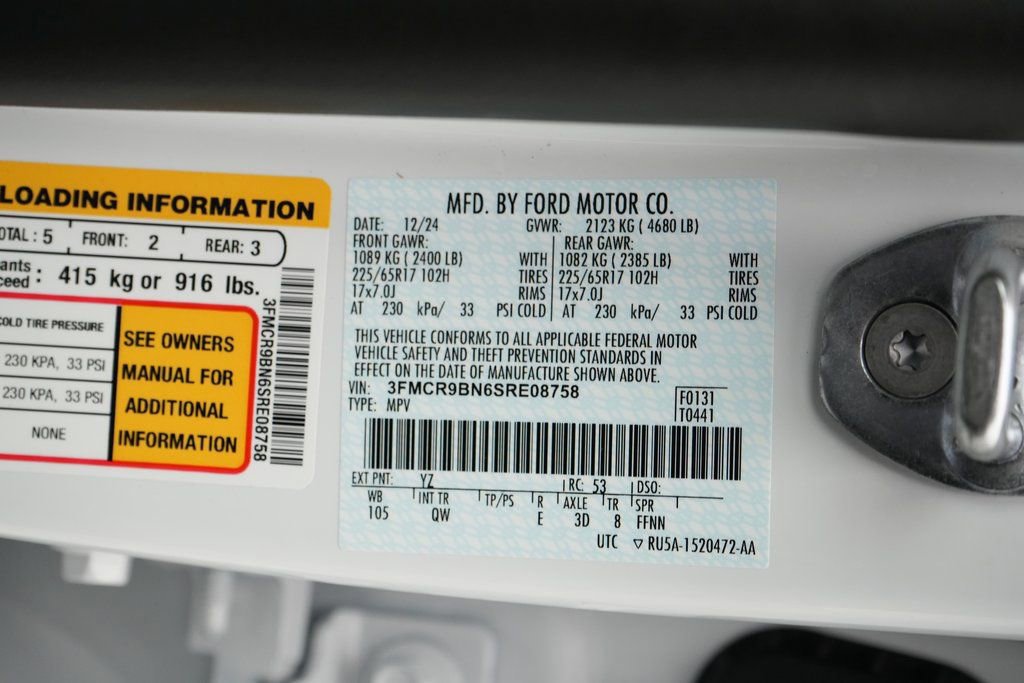 LOADING INFORMATION
OTAL : 5 FRONT: 2 REAR: 3
ants
ceed : 415 kg or 916 lbs.
OLD TIRE PRESSURE
230 KPA, 33 PSI
230 KPA, 33 PSI
NONE
SEE OWNERS
MANUAL FOR
ADDITIONAL
INFORMATION
3FMCR9BN6SRE08758
MFD. BY FORD MOTOR CO.
DATE: 12/24 GVWR: 2123 KG ( 4680 LB)
FRONT GAWR: REAR GAWR:
1089 KG ( 2400 LB) WITH 1082 KG ( 2385 LB) WITH
225/65R17 102H TIRES 225/65R17 102H TIRES
17x7.0J RIMS 17x7.0J RIMS
AT 230 kPa/ 33 PSI COLD AT 230 kPa/ 33 PSI COLD
THIS VEHICLE CONFORMS TO ALL APPLICABLE FEDERAL MOTOR
VEHICLE SAFETY AND THEFT PREVENTION STANDARDS IN
EFFECT ON THE DATE OF MANUFACTURE SHOWN ABOVE.
VIN: 3FMCR9BN6SRE08758 F0131
TYPE: MPV T0441
EXT PNT: YZ RC: 53 DSO:
WB INT TR TP/PS R AXLE TR SPR
105 QW E 3D 8 FFNN
UTC ▽ RU5A-1520472-AA